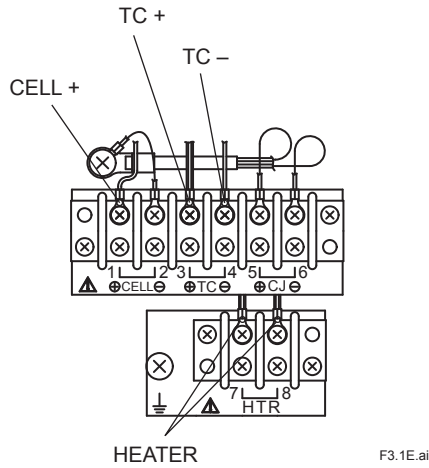 TC +
TC –
CELL +
1 2 3 4 5 6
⊕CELL⊖ ⊕TC⊖ ⊕CJ⊖
7 8
HTR
HEATER
F3.1E.ai